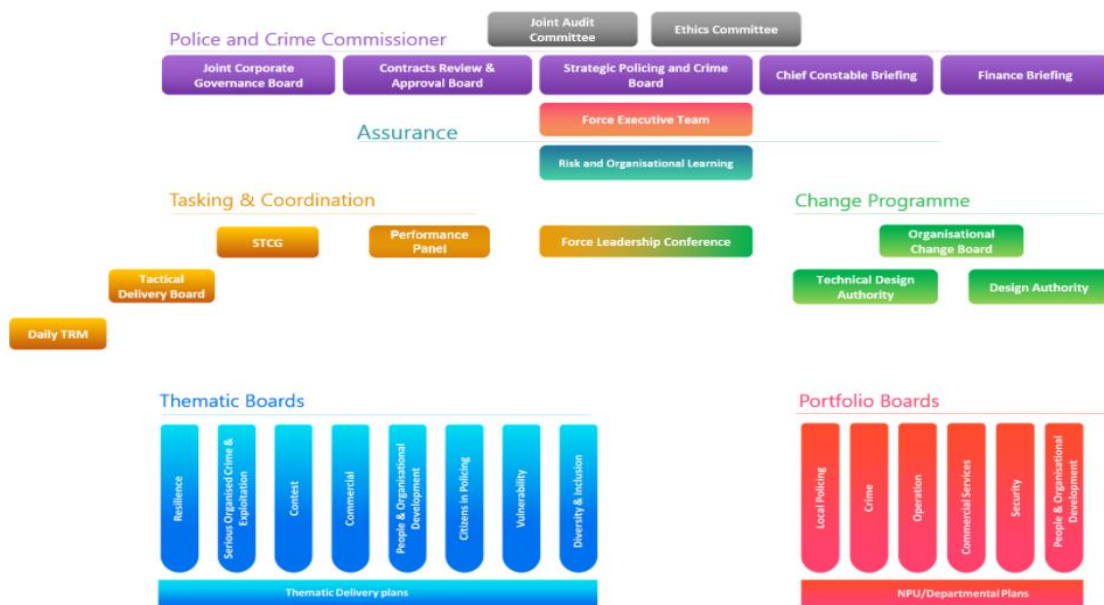 Joint Audit
Committee
Ethics Committee
Police and Crime Commissioner
Joint Corporate
Governance Board
Contracts Review &
Approval Board
Strategic Policing and Crime
Board
Chief Constable Briefing
Finance Briefing
Force Executive Team
Assurance
Risk and Organisational Learning
Tasking & Coordination
Change Programme
STCG
Performance
Panel
Force Leadership Conference
Organisational
Change Board
Tactical
Delivery Board
Technical Design
Authority
Design Authority
Daily TRM
Thematic Boards
Portfolio Boards
Resilience
Serious Organised Crime &
Exploitation
Contest
Commercial
People & Organisational
Development
Citizens in Policing
Vulnerability
Diversity & Inclusion
Local Policing
Crime
Operation
Commercial Services
Security
People & Organisational
Development
Thematic Delivery plans
NPU/Departmental Plans